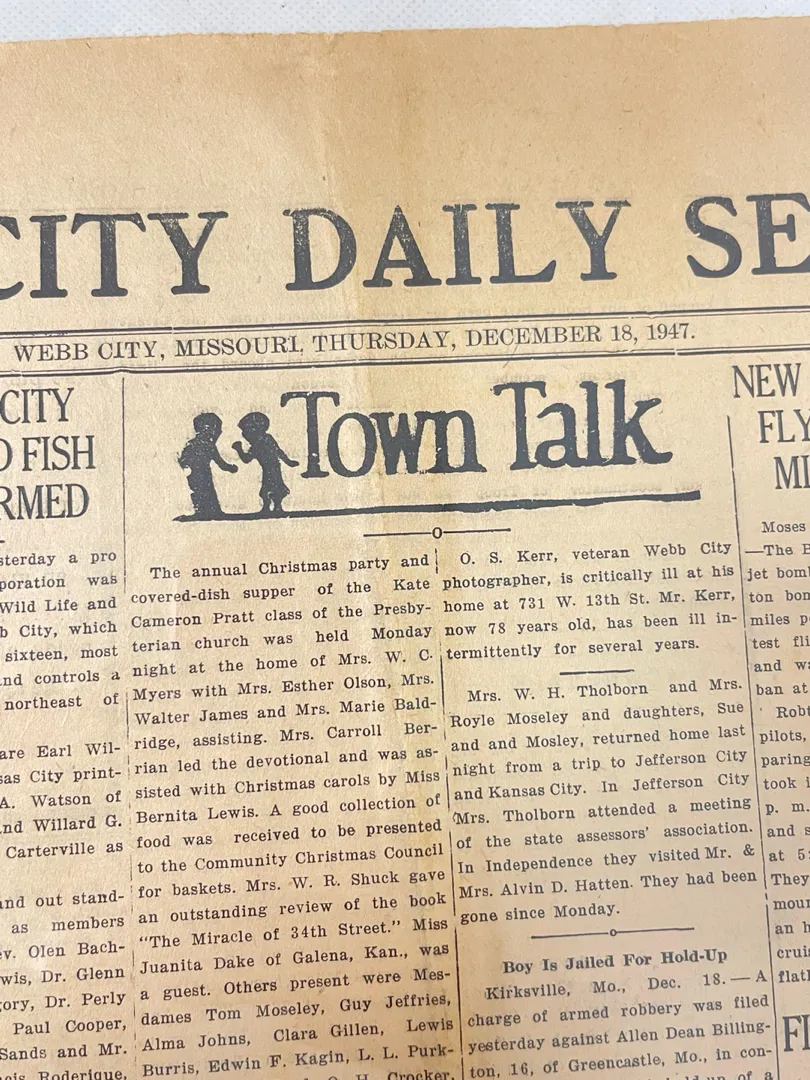 CITY DAILY SE
WEBB CITY, MISSOURI, THURSDAY, DECEMBER 18, 1947.
CITY
D FISH
RMED
sterday a pro
poration was
Wild Life and
b City, which
sixteen, most
nd controls a
northeast of
are Earl Wil-
sas City print-
A. Watson of
and Willard G.
Carterville as
and out stand-
as members
ev. Olen Bach-
wis, Dr. Glenn
gory, Dr. Perly
Paul Cooper,
Sands and Mr.
Roderique,
Town Talk
The annual Christmas party and
covered-dish supper of the Kate
Cameron Pratt class of the Presby-
terian church was held Monday
night at the home of Mrs. W. C.
Myers with Mrs. Esther Olson, Mrs.
Walter James and Mrs. Marie Bald-
ridge, assisting. Mrs. Carroll Ber-
rian led the devotional and was as-
sisted with Christmas carols by Miss
Bernita Lewis. A good collection of
food was received to be presented
to the Community Christmas Council
for baskets. Mrs. W. R. Shuck gave
an outstanding review of the book
"The Miracle of 34th Street." Miss
Juanita Dake of Galena, Kan., was
a guest. Others present were Mes-
dames Tom Moseley, Guy Jeffries,
Alma Johns, Clara Gillen, Lewis
Burris, Edwin F. Kagin, L. L. Purk-
H. Crocker,
O. S. Kerr, veteran Webb City
photographer, is critically ill at his
home at 731 W. 13th St. Mr. Kerr,
now 78 years old, has been ill in-
termittently for several years.
Mrs. W. H. Tholborn and Mrs.
Royle Moseley and daughters, Sue
and and Mosley, returned home last
night from a trip to Jefferson City
and Kansas City. In Jefferson City
Mrs. Tholborn attended a meeting
of the state assessors' association.
In Independence they visited Mr. &
Mrs. Alvin D. Hatten. They had been
gone since Monday.
Boy Is Jailed For Hold-Up
Kirksville, Mo., Dec. 18.—A
charge of armed robbery was filed
yesterday against Allen Dean Billing-
ton, 16, of Greencastle, Mo., in con-
of a
NEW
FLY
MI
Moses
—The B
jet bomb
ton bom
miles p
test fli
and wa
ban at
Robt
pilots,
paring
took i
p. m.
and s
at 5:
They
moun
an h
cruis
flatl
FI